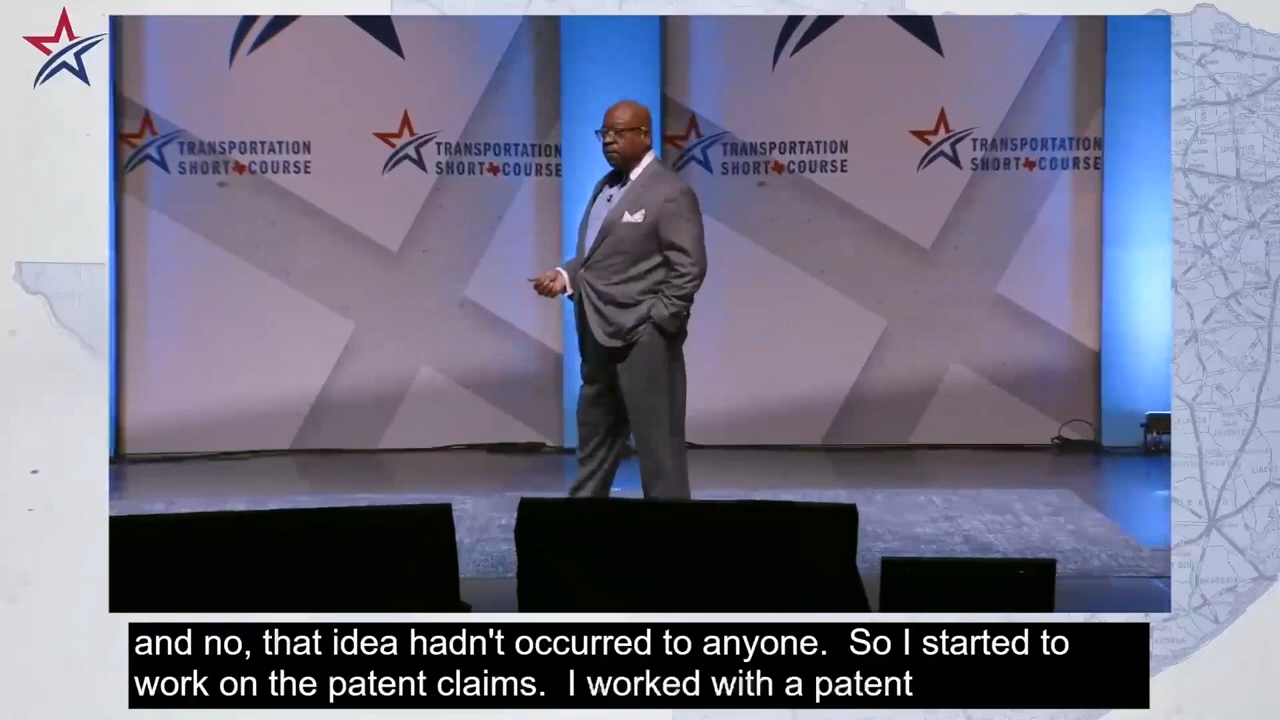 TRANSPORTATION
SHORT COURSE
TRANSPORTATION
SHORT COURSE
TRANSPORTATION
SHORT COURSE
TRANSPORTATION
SHORT COURSE
and no, that idea hadn't occurred to anyone.  So I started to
work on the patent claims.  I worked with a patent